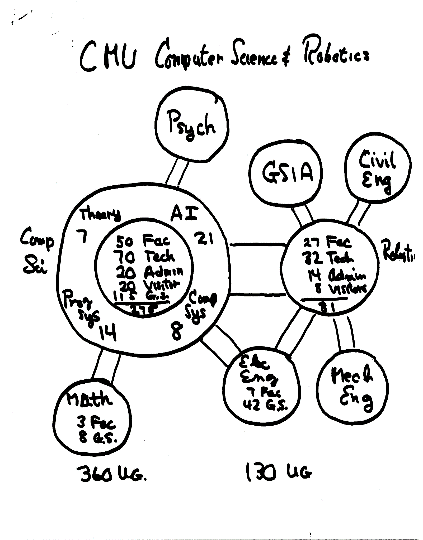 CMU Computer Science & Robotics
Psych
GSIA
Civil
Eng
Comp
Sci
Theory
7
AI
21
50 Fac
70 Tech
20 Admin
20 Visitor
115 G.S.
275
Prog
Sys
14
Comp
Sys
8
27 Fac
32 Tech
14 Admin
8 Visitors
81
Robotics
Math
3 Fac
8 G.S.
Elec
Eng
7 Fac
42 G.S.
Mech
Eng
360 UG.
130 UG